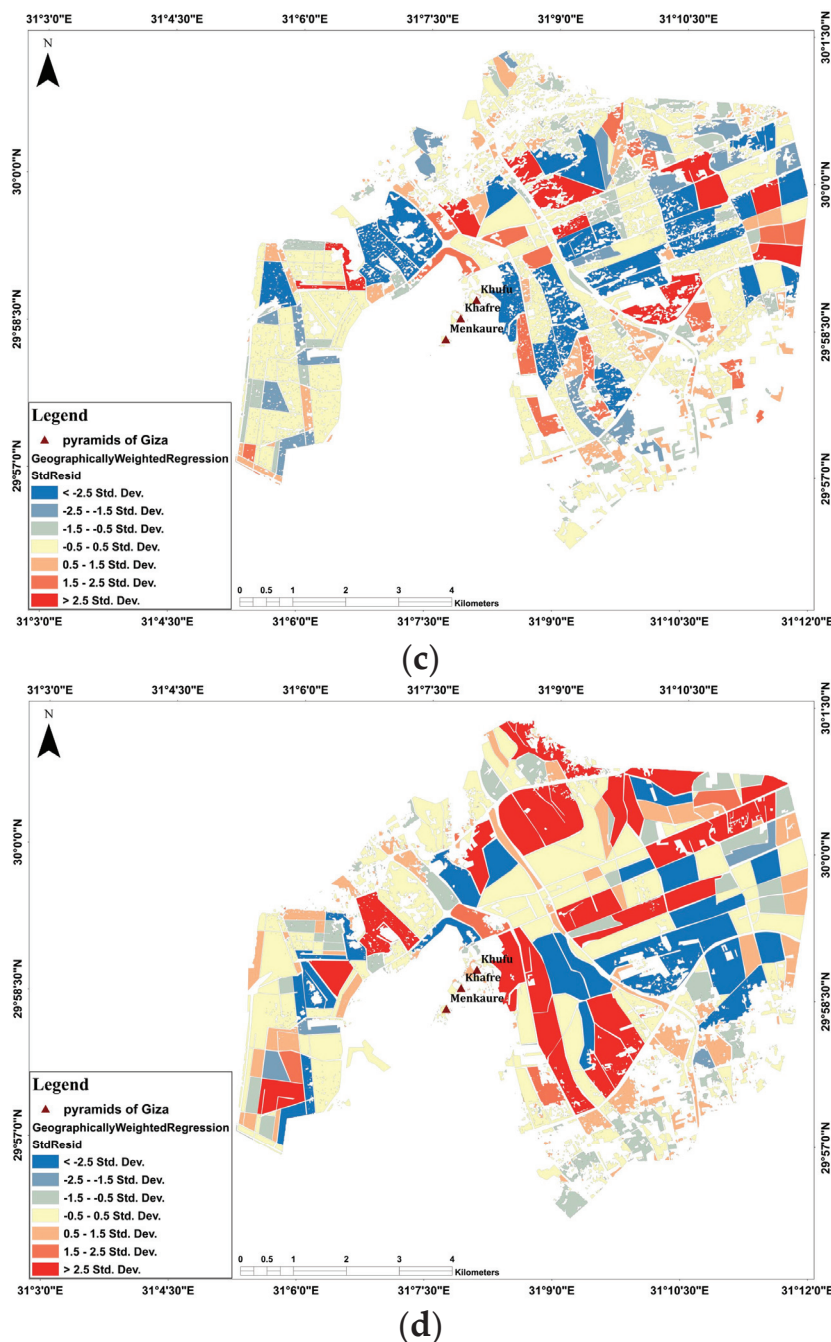 31°3'0"E 31°4'30"E 31°6'0"E 31°7'30"E 31°9'0"E 31°10'30"E
30°1'30"N
N
30°0'0"N 30°0'0"N
Khufu
Khafre
Menkaure
29°58'30"N 29°58'30"N
Legend
pyramids of Giza
GeographicallyWeightedRegression
StdResid
< -2.5 Std. Dev.
-2.5 - -1.5 Std. Dev.
-1.5 - -0.5 Std. Dev.
-0.5 - 0.5 Std. Dev.
0.5 - 1.5 Std. Dev.
1.5 - 2.5 Std. Dev.
> 2.5 Std. Dev.
29°57'0"N 29°57'0"N
0 0.5 1 2 3 4
Kilometers
31°3'0"E 31°4'30"E 31°6'0"E 31°7'30"E 31°9'0"E 31°10'30"E 31°12'0"E
(c)
31°3'0"E 31°4'30"E 31°6'0"E 31°7'30"E 31°9'0"E 31°10'30"E
30°1'30"N
N
30°0'0"N 30°0'0"N
Khufu
Khafre
Menkaure
29°58'30"N 29°58'30"N
Legend
pyramids of Giza
GeographicallyWeightedRegression
StdResid
< -2.5 Std. Dev.
-2.5 - -1.5 Std. Dev.
-1.5 - -0.5 Std. Dev.
-0.5 - 0.5 Std. Dev.
0.5 - 1.5 Std. Dev.
1.5 - 2.5 Std. Dev.
> 2.5 Std. Dev.
29°57'0"N 29°57'0"N
0 0.5 1 2 3 4
Kilometers
31°3'0"E 31°4'30"E 31°6'0"E 31°7'30"E 31°9'0"E 31°10'30"E 31°12'0"E
(d)